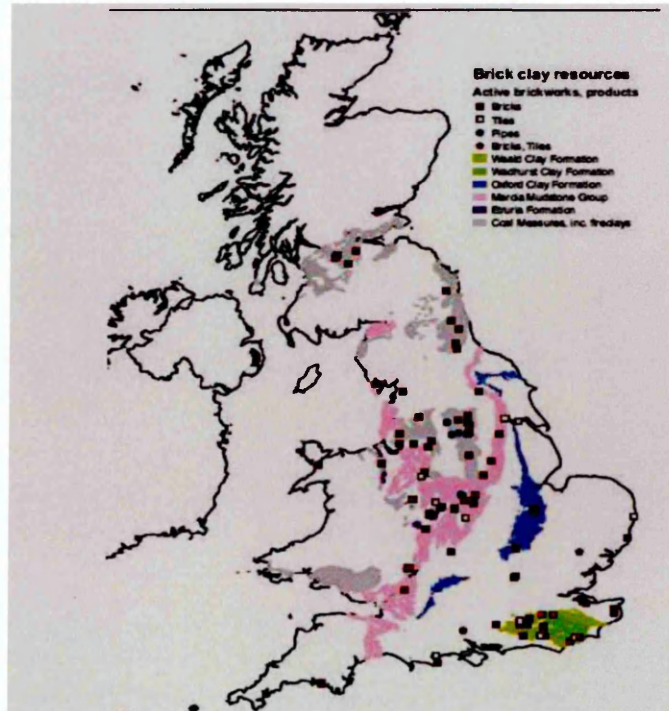 Brick clay resources
Active brickworks, products
Bricks
Tiles
Pipes
Bricks, Tiles
Weald Clay Formation
Wadhurst Clay Formation
Oxford Clay Formation
Mercia Mudstone Group
Etruria Formation
Coal Measures, inc. fireclays